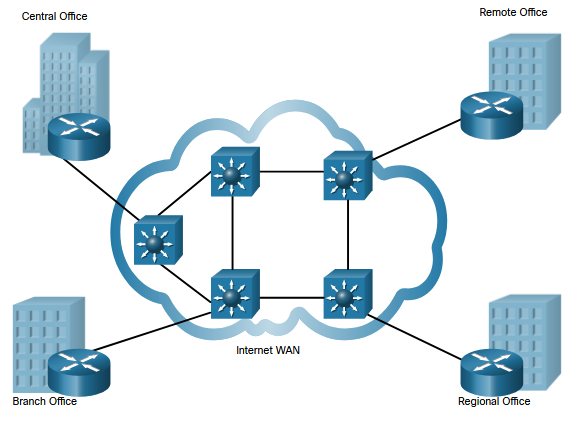 Central Office
Remote Office
Internet WAN
Branch Office
Regional Office